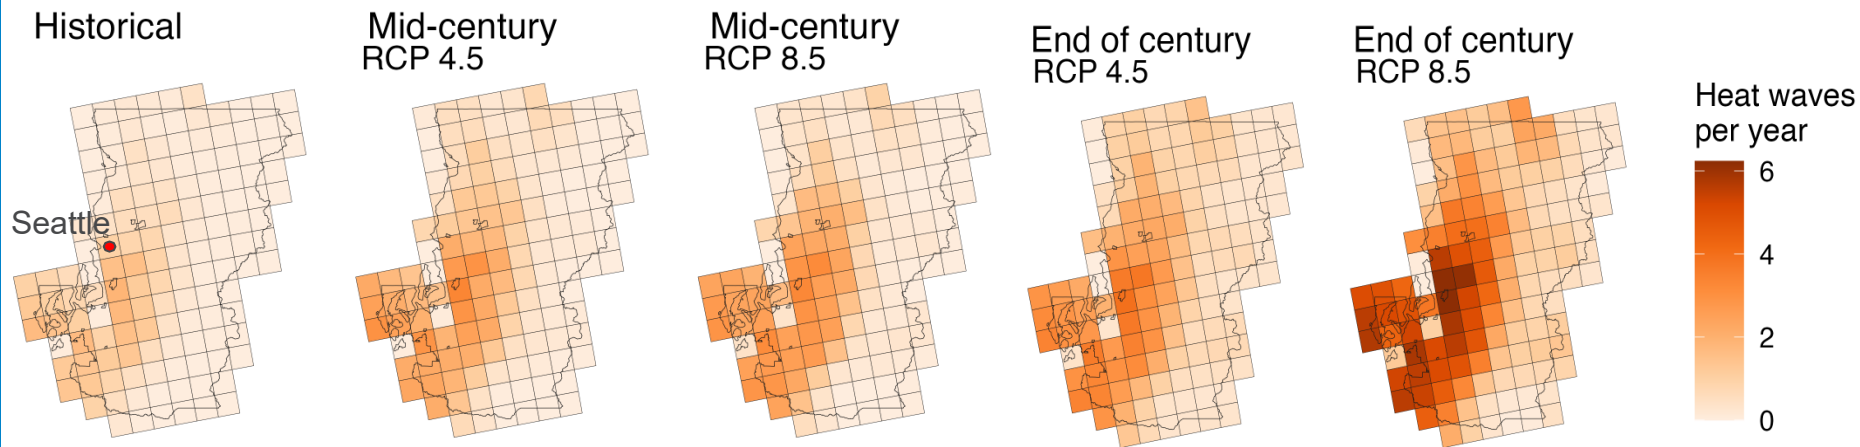 Historical
Mid-century
RCP 4.5
Mid-century
RCP 8.5
End of century
RCP 4.5
End of century
RCP 8.5
Seattle
Heat waves
per year
6
4
2
0